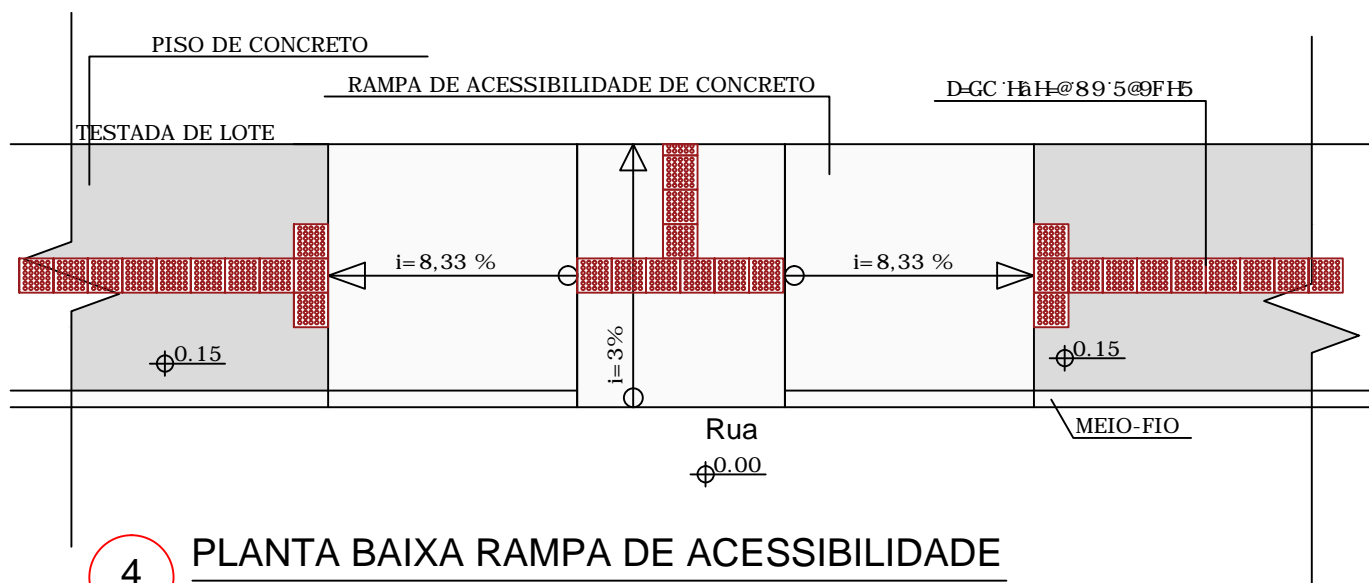 PISO DE CONCRETO
RAMPA DE ACESSIBILIDADE DE CONCRETO
TESTADA DE LOTE
i=8,33 %
i=8,33 %
i=3%
0.15
0.15
MEIO-FIO
Rua
0.00
4
PLANTA BAIXA RAMPA DE ACESSIBILIDADE